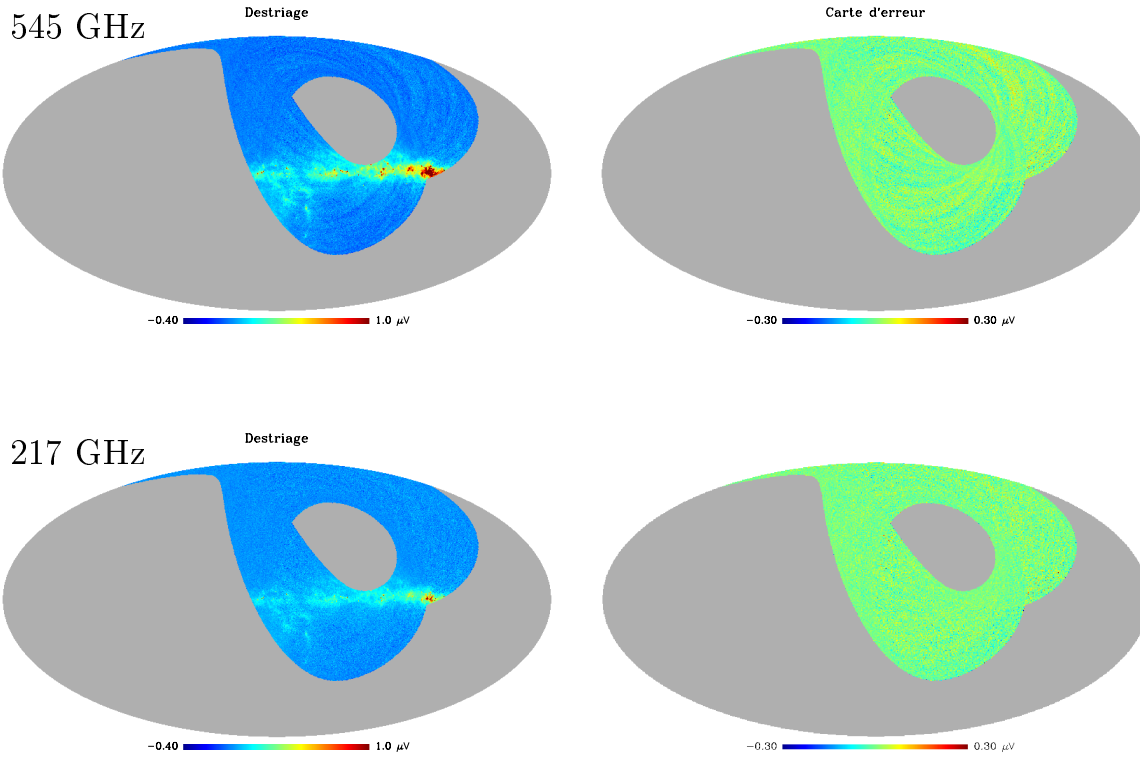 545 GHz
Destriage
Carte d'erreur
-0.40 1.0 µV
-0.30 0.30 µV
217 GHz
Destriage
-0.40 1.0 µV
-0.30 0.30 µV